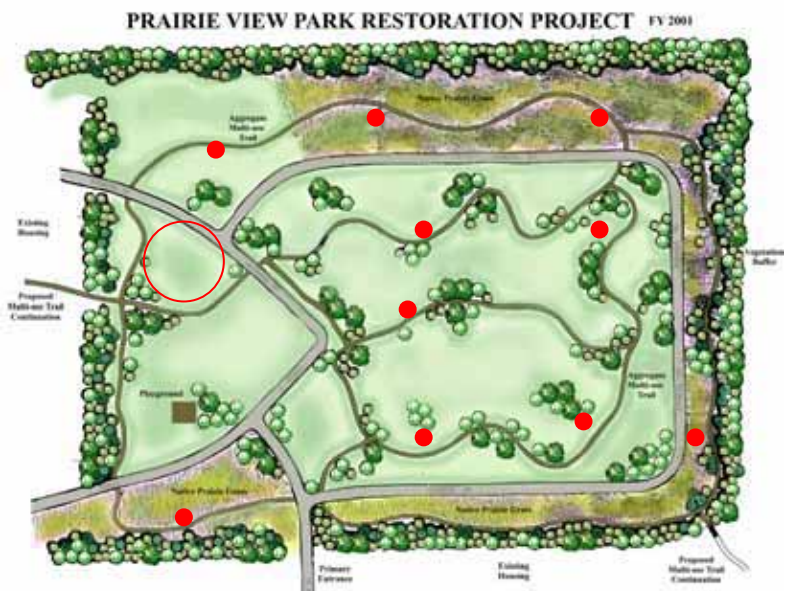 PRAIRIE VIEW PARK RESTORATION PROJECT FY 2001
Native Prairie Grass
Aggregate
Multi-use
Trail
Existing
Housing
Vegetation
Buffer
Proposed
Multi-use Trail
Continuation
Aggregate
Multi-use
Trail
Playground
Native Prairie Grass
Native Prairie Grass
Primary
Entrance
Existing
Housing
Proposed
Multi-use Trail
Continuation